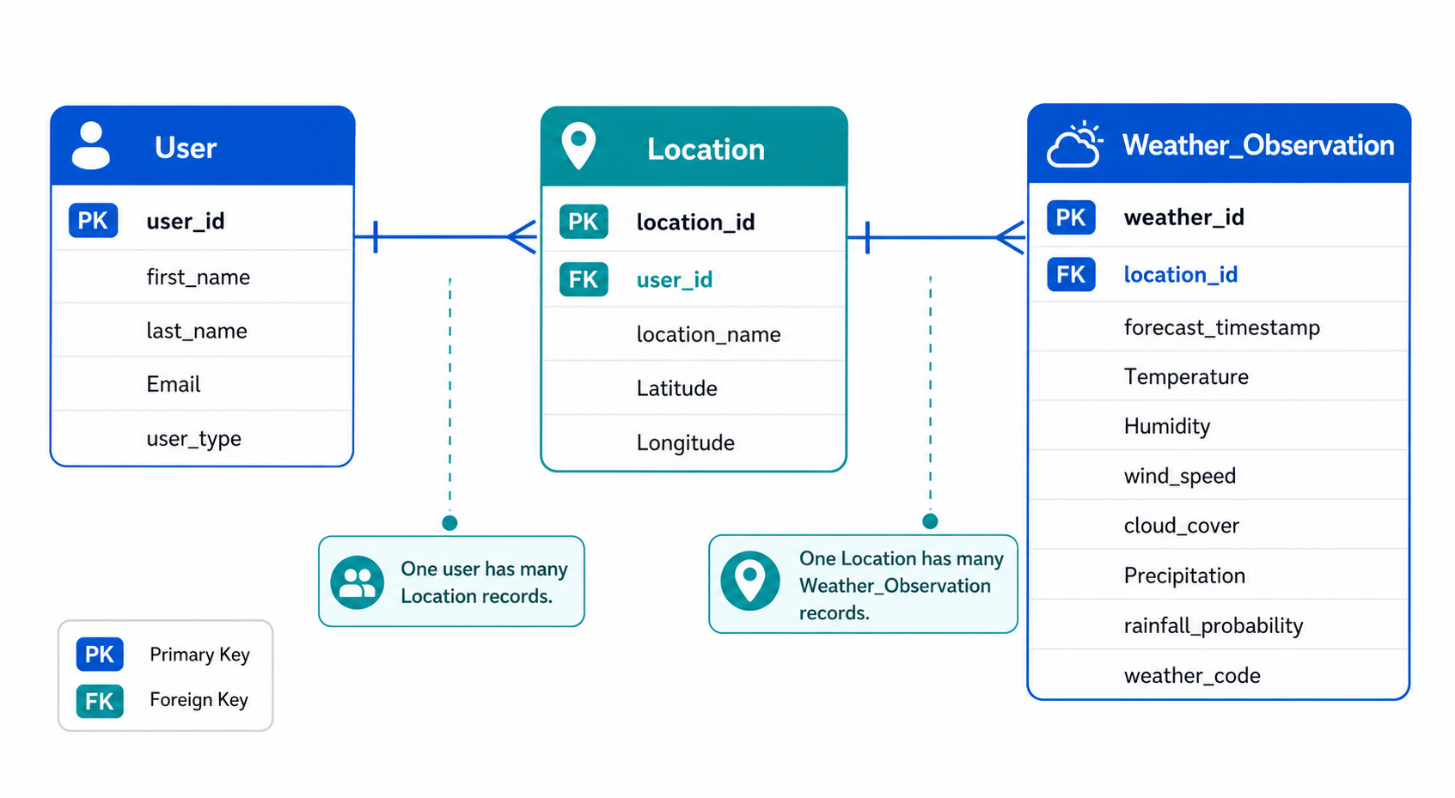 User
PK user_id
first_name
last_name
Email
user_type
Location
PK location_id
FK user_id
location_name
Latitude
Longitude
Weather_Observation
PK weather_id
FK location_id
forecast_timestamp
Temperature
Humidity
wind_speed
cloud_cover
Precipitation
rainfall_probability
weather_code
One user has many
Location records.
One Location has many
Weather_Observation
records.
PK Primary Key
FK Foreign Key